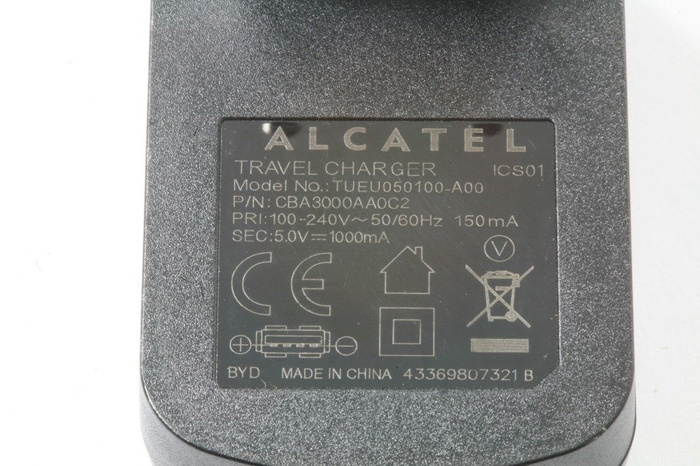 ALCATEL
TRAVEL CHARGER ICS01
Model No.:TUEU050100-A00
P/N: CBA3000AA0C2
PRI:100-240V～50/60Hz 150mA
SEC:5.0V⎓1000mA
V
CE
BYD MADE IN CHINA 43369807321 B